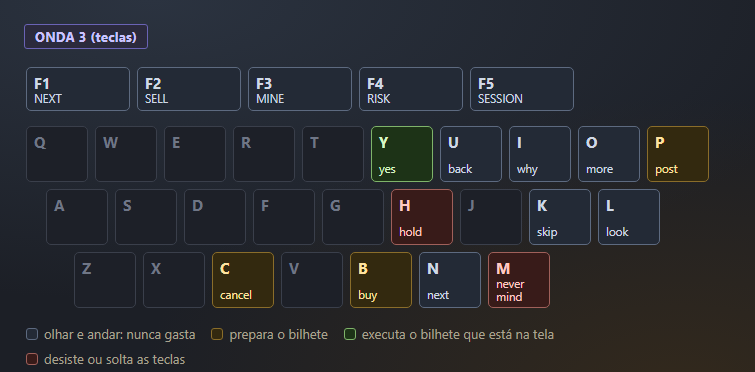 ONDA 3 (teclas)
F1 F2 F3 F4 F5
NEXT SELL MINE RISK SESSION
Q W E R T Y U I O P
yes back why more post
A S D F G H J K L
hold skip look
Z X C V B N M
cancel buy next never mind
olhar e andar: nunca gasta prepara o bilhete executa o bilhete que está na tela
desiste ou solta as teclas